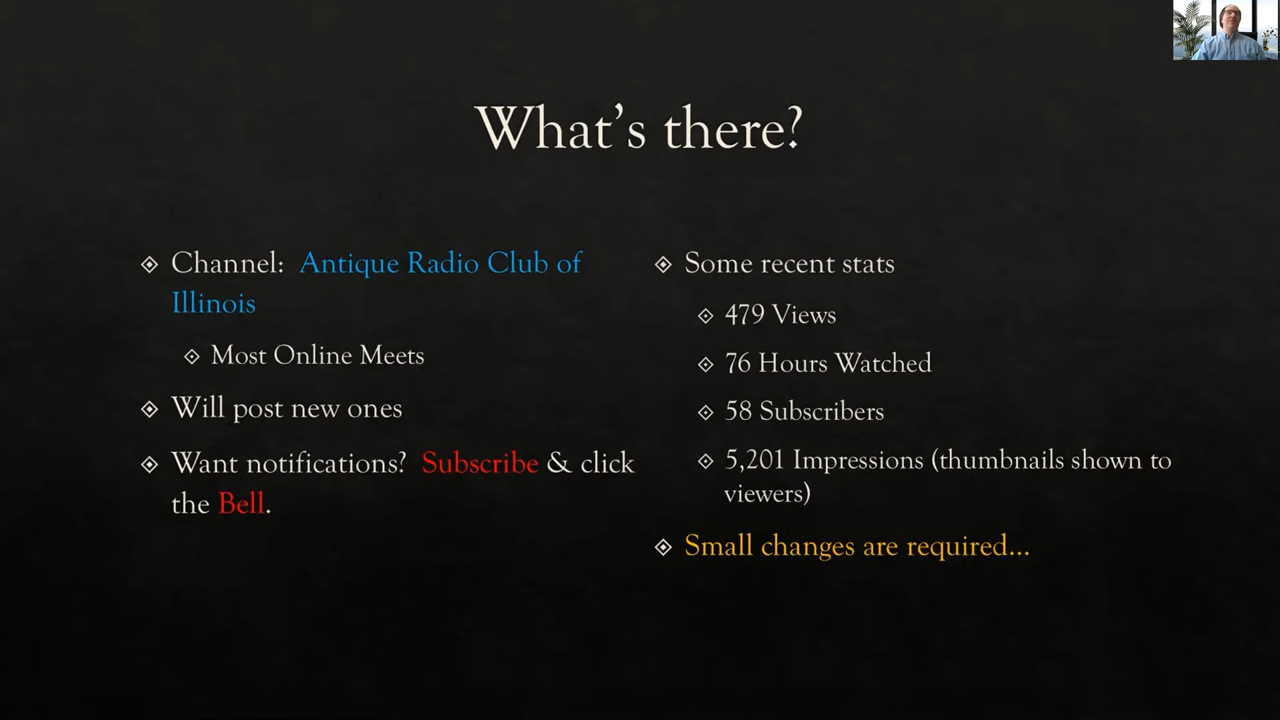 What's there?
Channel: Antique Radio Club of
Illinois
Most Online Meets
Will post new ones
Want notifications? Subscribe & click
the Bell.
Some recent stats
479 Views
76 Hours Watched
58 Subscribers
5,201 Impressions (thumbnails shown to
viewers)
Small changes are required...